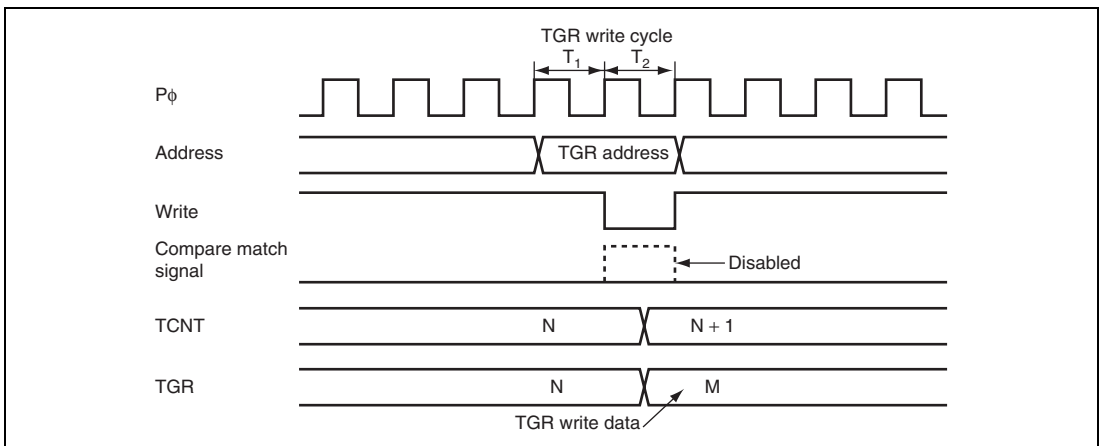 TGR write cycle
T1 T2
Pϕ
Address
TGR address
Write
Compare match
signal
Disabled
TCNT
N
N + 1
TGR
N
M
TGR write data